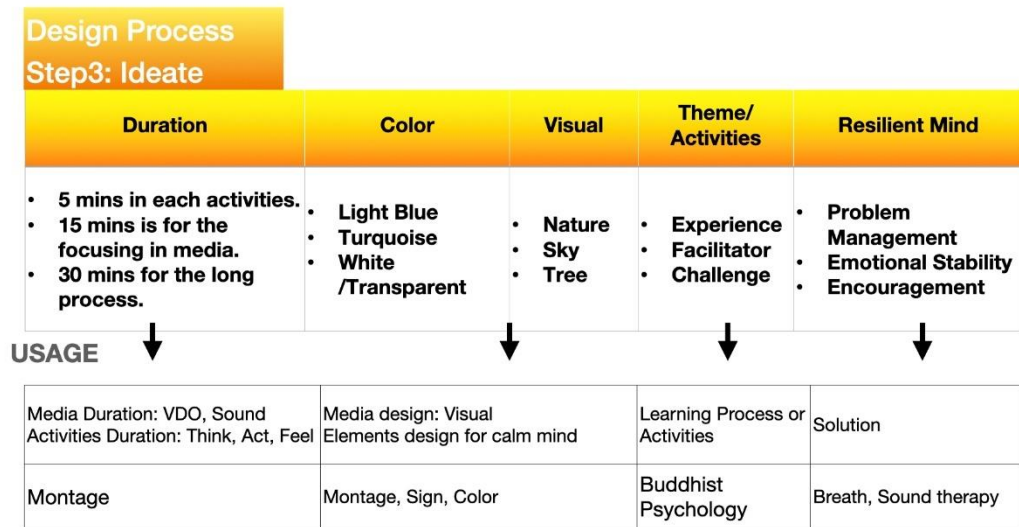 Design Process
Step3: Ideate
Duration
Color
Visual
Theme/
Activities
Resilient Mind
• 5 mins in each activities.
• 15 mins is for the
focusing in media.
• 30 mins for the long
process.
• Light Blue
• Turquoise
• White
/Transparent
• Nature
• Sky
• Tree
• Experience
• Facilitator
• Challenge
• Problem
Management
• Emotional Stability
• Encouragement
USAGE
Media Duration: VDO, Sound
Activities Duration: Think, Act, Feel
Media design: Visual
Elements design for calm mind
Learning Process or
Activities
Solution
Montage
Montage, Sign, Color
Buddhist
Psychology
Breath, Sound therapy